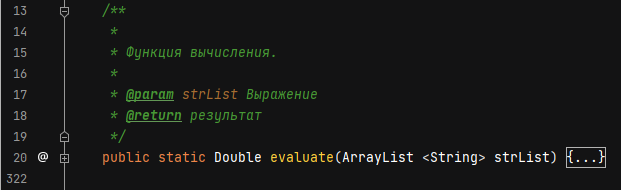 13 /**
14 *
15 * Функция вычисления.
16 *
17 * @param strList Выражение
18 * @return результат
19 */
20 @ public static Double evaluate(ArrayList <String> strList) {...}
322